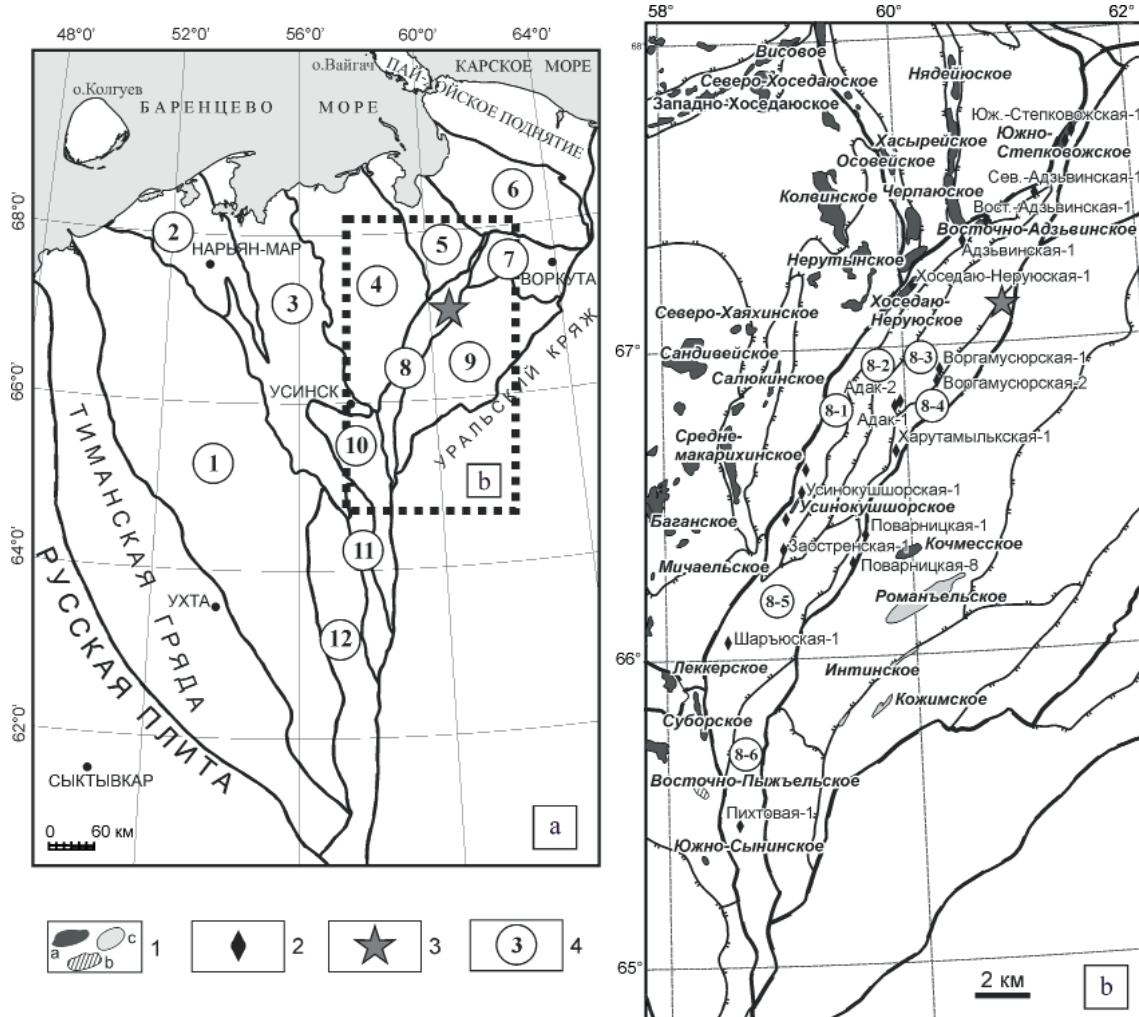 48°0'
52°0'
56°0'
60°0'
64°0'
о.Вайгач
ПАЙ-ХОЙСКОЕ ПОДНЯТИЕ
КАРСКОЕ МОРЕ
о.Колгуев
БАРЕНЦЕВО
МОРЕ
68°0'
66°0'
64°0'
62°0'
6
2
НАРЬЯН-МАР
5
7
ВОРКУТА
4
3
8
9
УСИНСК
УРАЛЬСКИЙ КРЯЖ
10
b
1
ТИМАНСКАЯ ГРЯДА
11
УХТА
12
РУССКАЯ ПЛИТА
СЫКТЫВКАР
0 60 км
a
a
c
b
1
2
3
3
4
58°
60°
62°
68°
Висовое
Северо-Хоседаюское
Нядейюское
Западно-Хоседаюское
Юж.-Степковожская-1
Хасырейское
Южно-
Степковожское
Осовейское
Сев.-Адзьвинская-1
Колвинское
Черпаюское
Вост.-Адзьвинская-1
Восточно-Адзьвинское
Адзьвинская-1
Нерутынское
Хоседаю-Неруюская-1
Хоседаю-
Неруюское
Северо-Хаяхинское
67°
Сандивейское
8-2
8-3
Воргамусюрская-1
Салюкинское
Адак-2
Воргамусюрская-2
8-1
Адак-1
8-4
Средне-
макарихинское
Харутамылькская-1
Усинокушшорская-1
Усинокушшорское
Баганское
Поварницкая-1
Заостренская-1
Кочмесское
Мичаельское
Поварницкая-8
Романъельское
8-5
Шаръюская-1
66°
Леккерское
Интинское
Кожимское
Суборское
8-6
Восточно-Пыжъельское
Пихтовая-1
Южно-Сынинское
65°
2 км
b